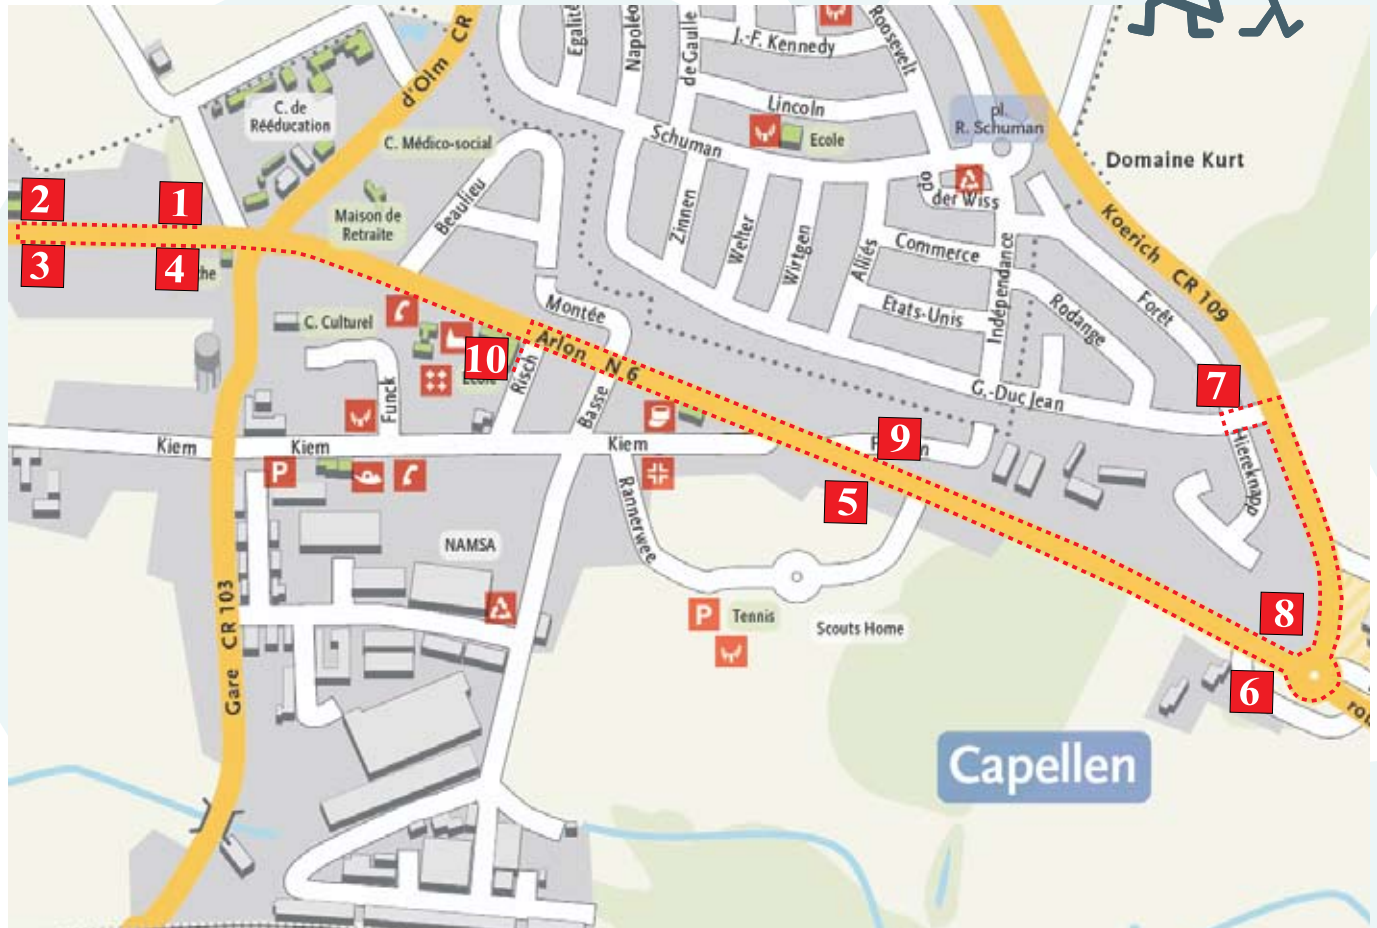 CR
d'Olm
Egalité
Napoléo
de Gaulle
J.-F. Kennedy
Roosevelt
Lincoln
pl.
R. Schuman
C. de
Rééducation
C. Médico-social
Schuman
Ecole
Domaine Kurt
2
1
Maison de
Retraite
Beaulieu
Zinnen
Welter
Wirtgen
Alliés
op
der Wiss
Commerce
Indépendance
Koerich CR 109
3
4
he
C. Culturel
Montée
Etats-Unis
Rodange
Forêt
10
Arlon N 6
Risch
Funck
Basse
G.-Duc Jean
7
Hiereknapp
Kiem
Kiem
Kiem
9
P
5
Rannerwee
NAMSA
Gare CR 103
P
Tennis
Scouts Home
8
6
Capellen